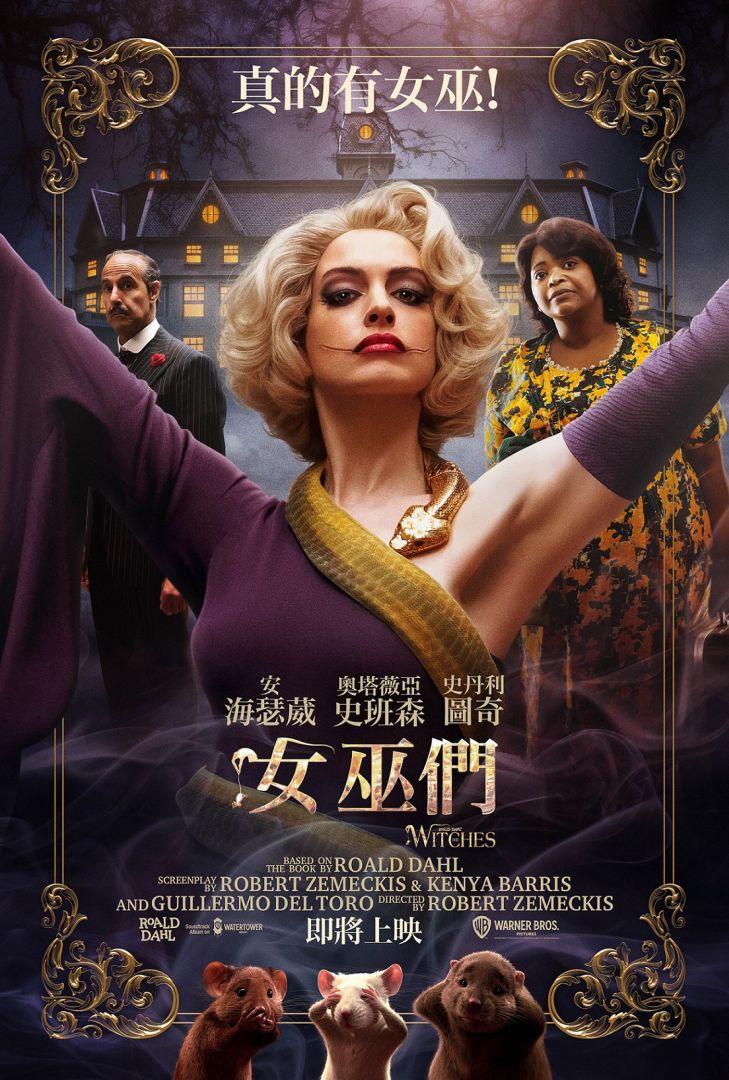 真的有女巫!
安 奧塔薇亞 史丹利
海瑟葳 史班森 圖奇
女巫們
ROALD DAHL'S
WITCHES
BASED ON THE BOOK BY ROALD DAHL
SCREENPLAY BY ROBERT ZEMECKIS & KENYA BARRIS
AND GUILLERMO DEL TORO DIRECTED BY ROBERT ZEMECKIS
ROALD DAHL Soundtrack Album on WATERTOWER MUSIC 即將上映 WB WARNER BROS. PICTURES